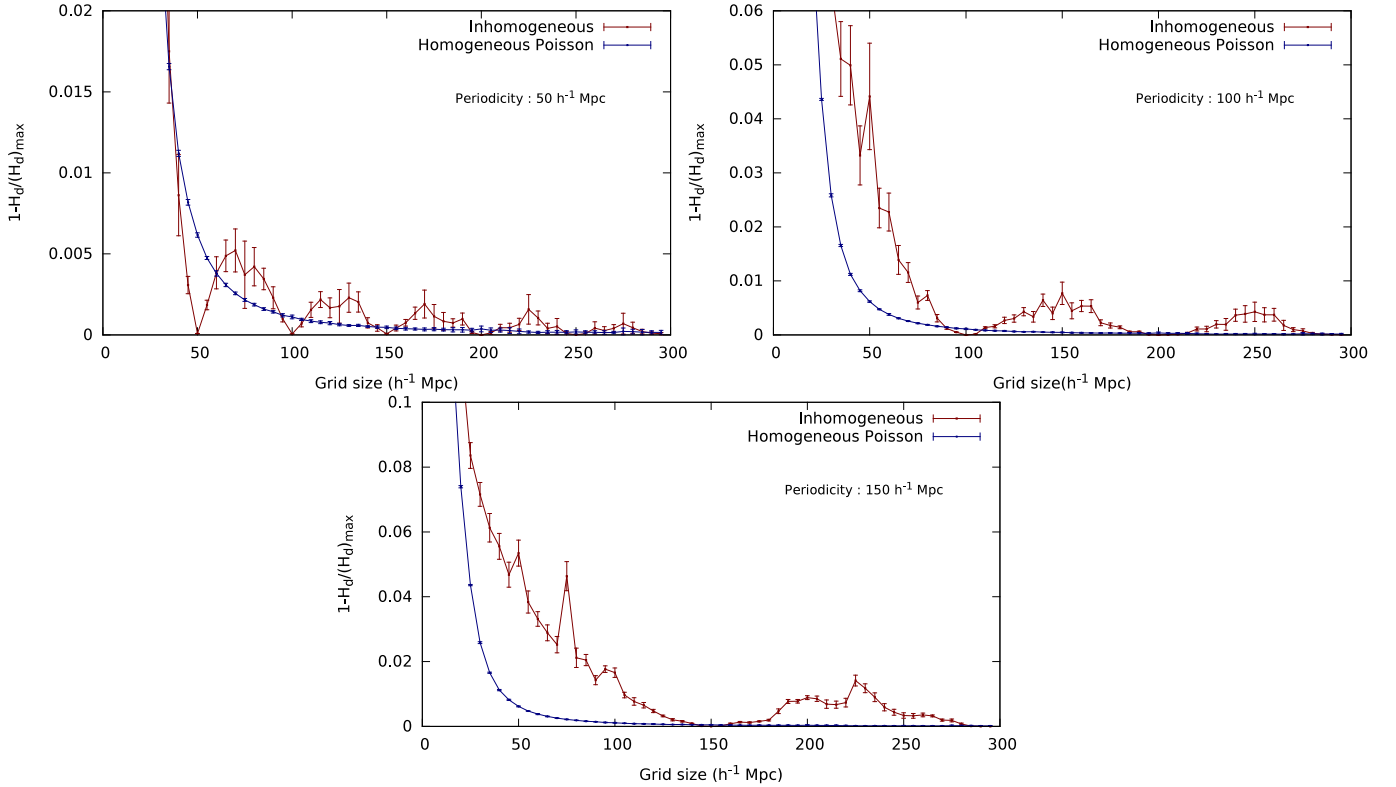 0.02
0.015
0.01
0.005
0
1-H_d/(H_d)_max
Inhomogeneous
Homogeneous Poisson
Periodicity : 50 h⁻¹ Mpc
0 50 100 150 200 250 300
Grid size (h⁻¹ Mpc)
0.06
0.05
0.04
0.03
0.02
0.01
0
1-H_d/(H_d)_max
Inhomogeneous
Homogeneous Poisson
Periodicity : 100 h⁻¹ Mpc
0 50 100 150 200 250 300
Grid size(h⁻¹ Mpc)
0.1
0.08
0.06
0.04
0.02
0
1-H_d/(H_d)_max
Inhomogeneous
Homogeneous Poisson
Periodicity : 150 h⁻¹ Mpc
0 50 100 150 200 250 300
Grid size (h⁻¹ Mpc)